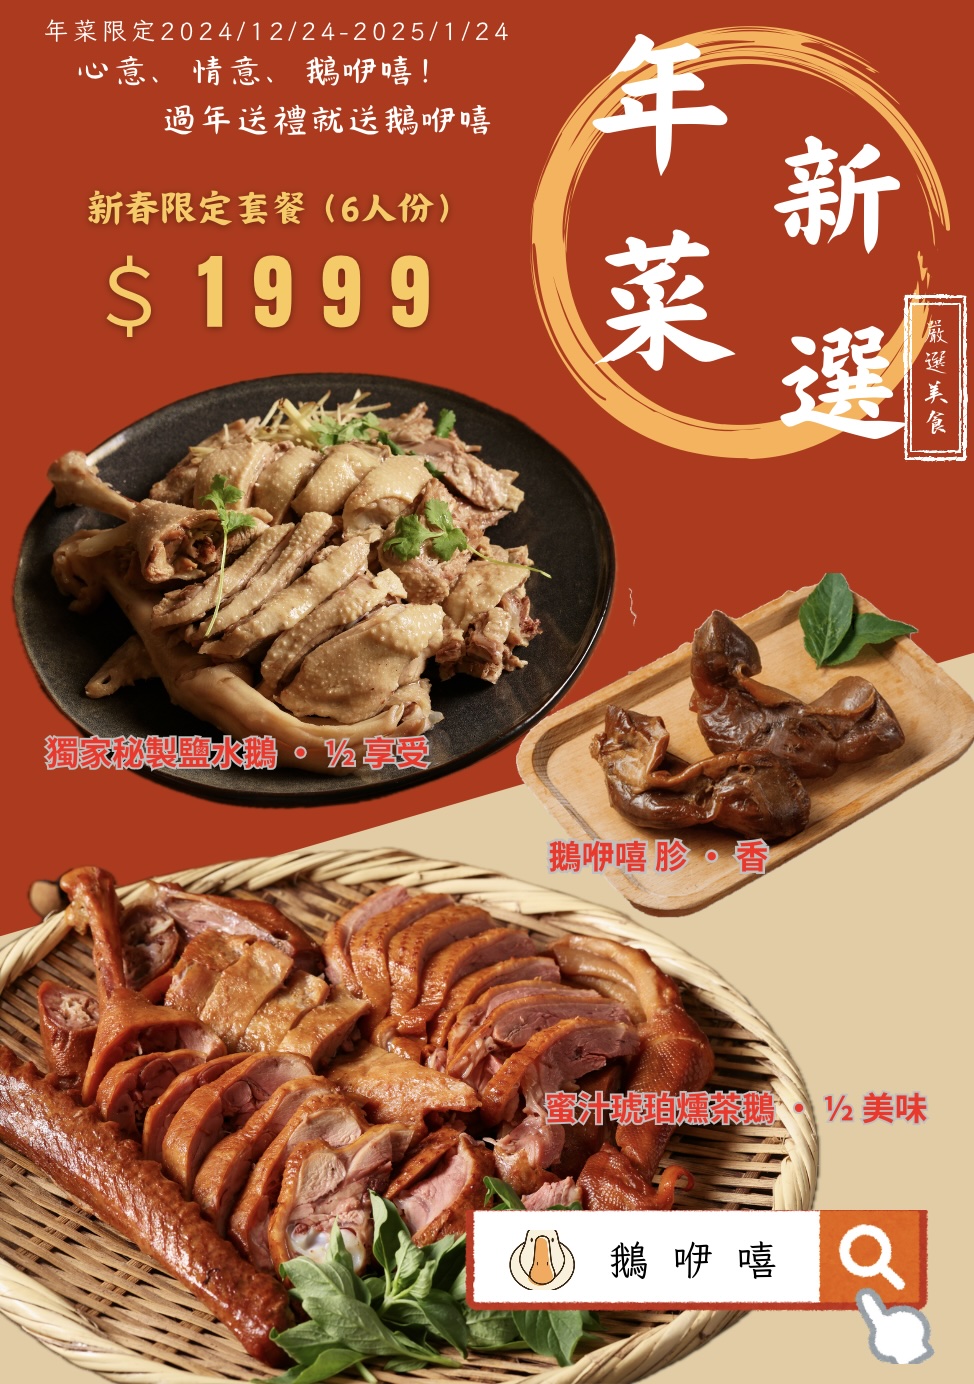 年菜限定2024/12/24-2025/1/24
心意、 情意、 鵝咿嘻!
過年送禮就送鵝咿嘻
年菜
新選
嚴選美食
新春限定套餐(6人份)
$1999
獨家秘製鹽水鵝 · ½ 享受
鵝咿嘻 胗 · 香
蜜汁琥珀燻茶鵝 · ½ 美味
鵝咿嘻